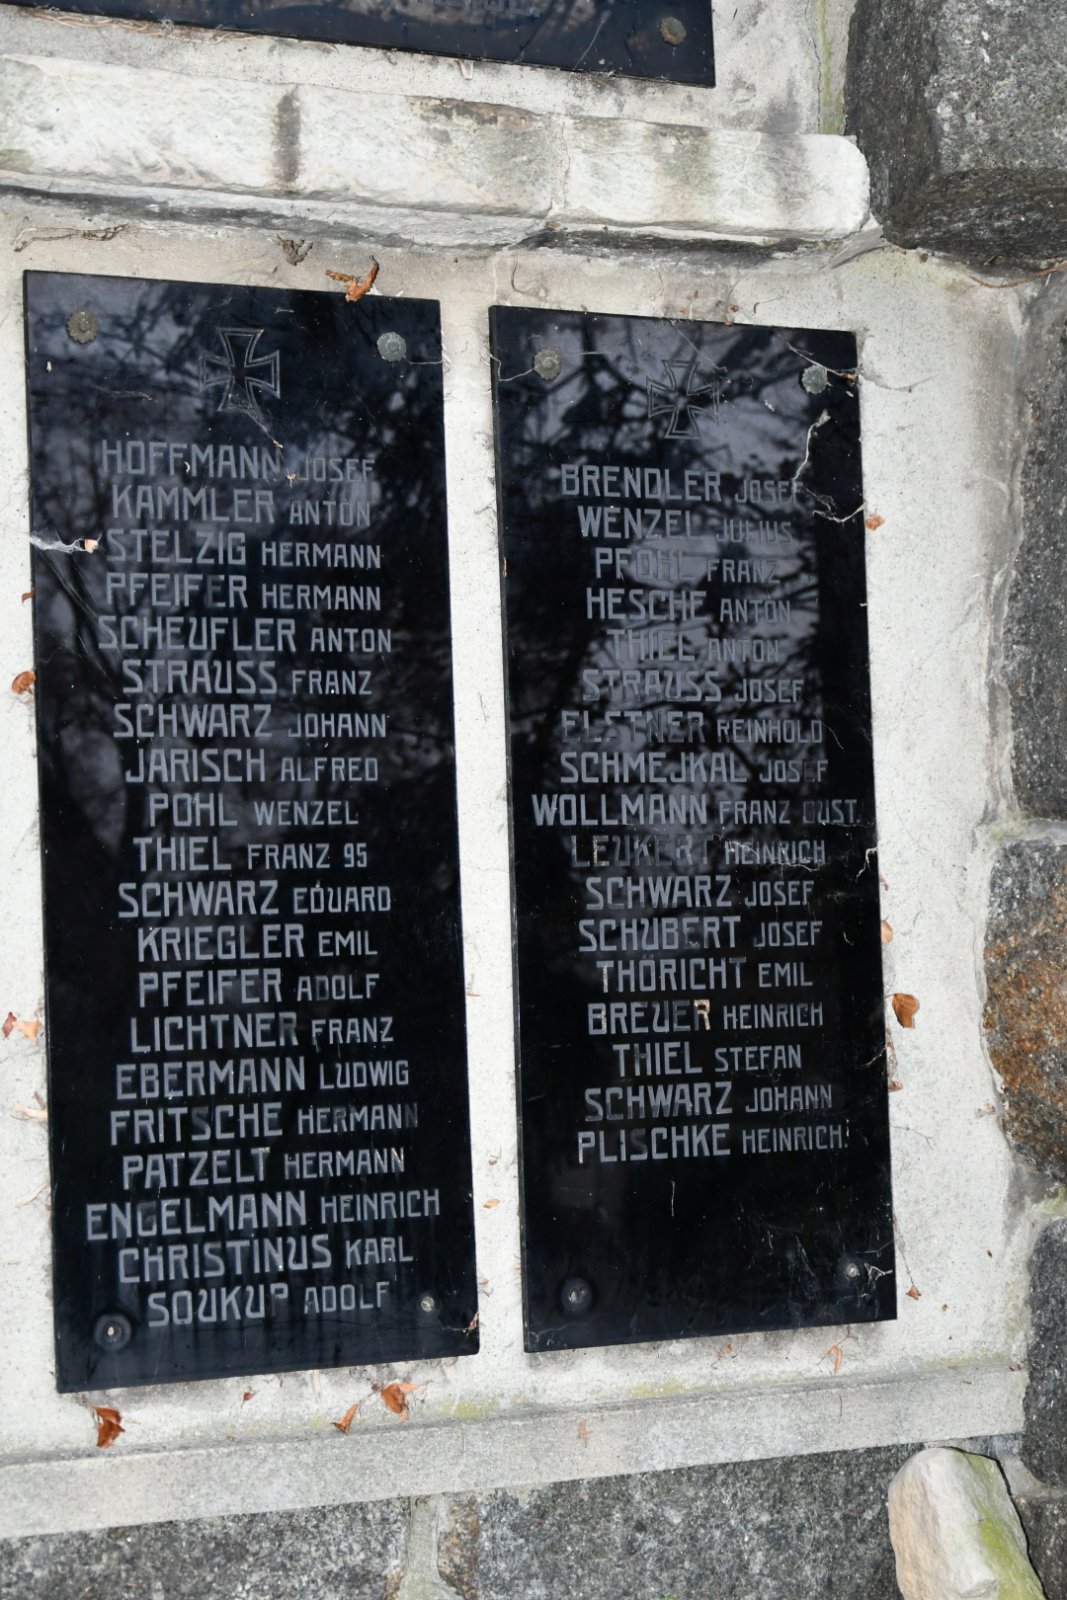 HOFFMANN JOSEF
KAMMLER ANTON
STELZIG HERMANN
PFEIFER HERMANN
SCHEUFLER ANTON
STRAUSS FRANZ
SCHWARZ JOHANN
JARISCH ALFRED
POHL WENZEL
THIEL FRANZ 95
SCHWARZ EDUARD
KRIEGLER EMIL
PFEIFER ADOLF
LICHTNER FRANZ
EBERMANN LUDWIG
FRITSCHE HERMANN
PATZELT HERMANN
ENGELMANN HEINRICH
CHRISTINUS KARL
SOUKUP ADOLF
BRENDLER JOSEF
WENZEL JULIUS
PFOHL FRANZ
HESCHE ANTON
THIEL ANTON
STRAUSS JOSEF
ELSTNER REINHOLD
SCHMEJKAL JOSEF
WOLLMANN FRANZ GUST.
LEUKERT HEINRICH
SCHWARZ JOSEF
SCHUBERT JOSEF
THÖRICHT EMIL
BREUER HEINRICH
THIEL STEFAN
SCHWARZ JOHANN
PLISCHKE HEINRICH.